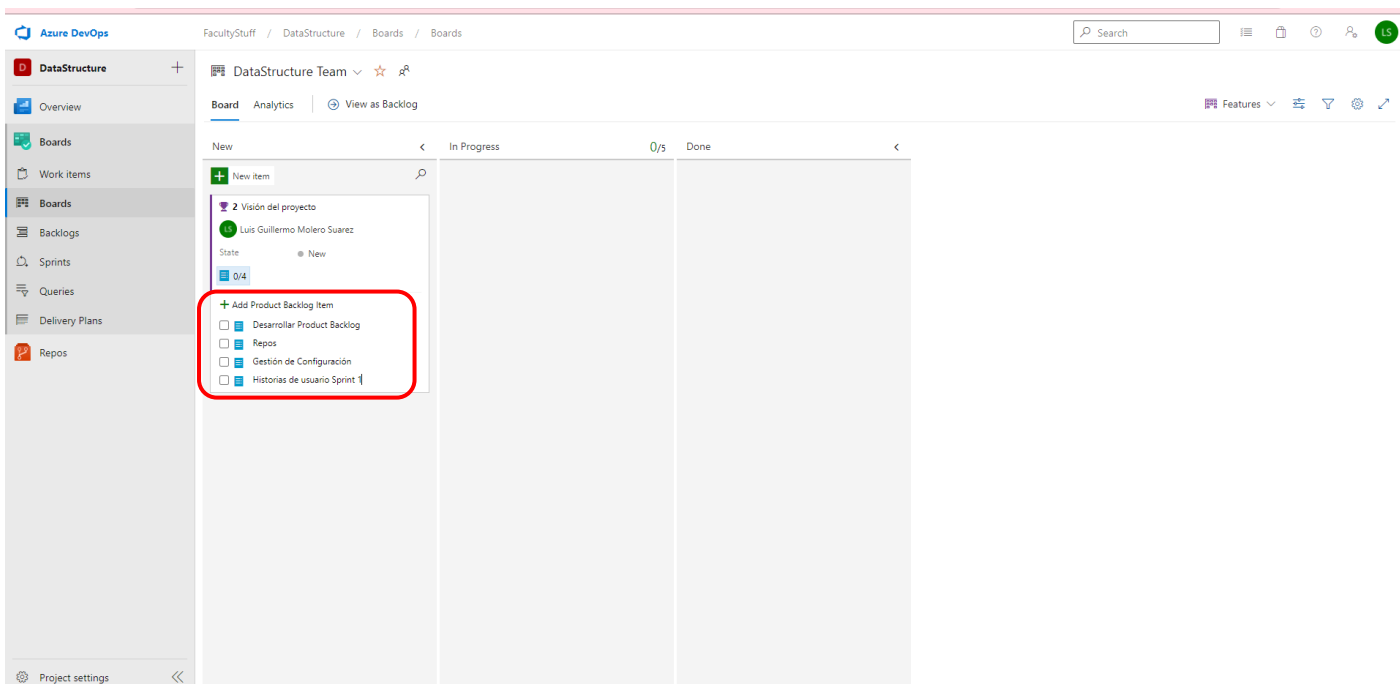 Azure DevOps
FacultyStuff / DataStructure / Boards / Boards
Search
LS
D DataStructure
DataStructure Team
Overview
Board Analytics View as Backlog
Features
Boards
New
In Progress 0/5
Done
Work items
New item
Boards
2 Visión del proyecto
Backlogs
LS Luis Guillermo Molero Suarez
Sprints
State New
0/4
Queries
Add Product Backlog Item
Delivery Plans
Desarrollar Product Backlog
Repos
Repos
Gestión de Configuración
Historias de usuario Sprint 1
Project settings